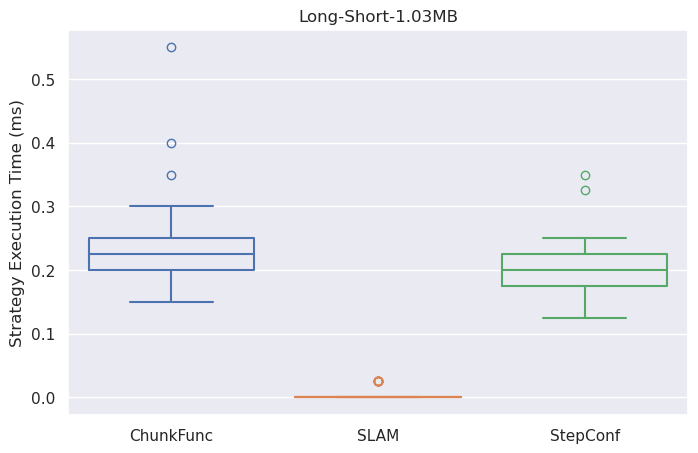 Long-Short-1.03MB
Strategy Execution Time (ms)
0.5
0.4
0.3
0.2
0.1
0.0
ChunkFunc
SLAM
StepConf